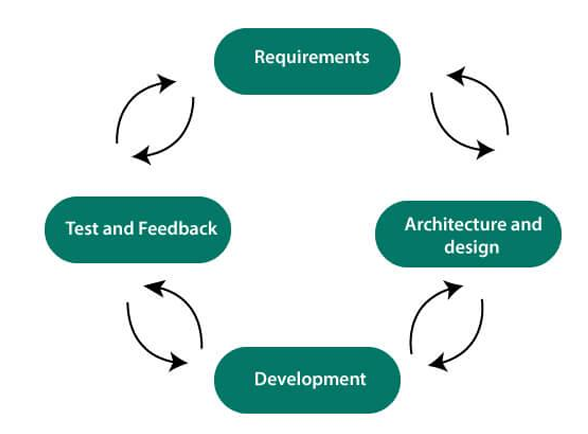 Requirements
Test and Feedback
Architecture and
design
Development